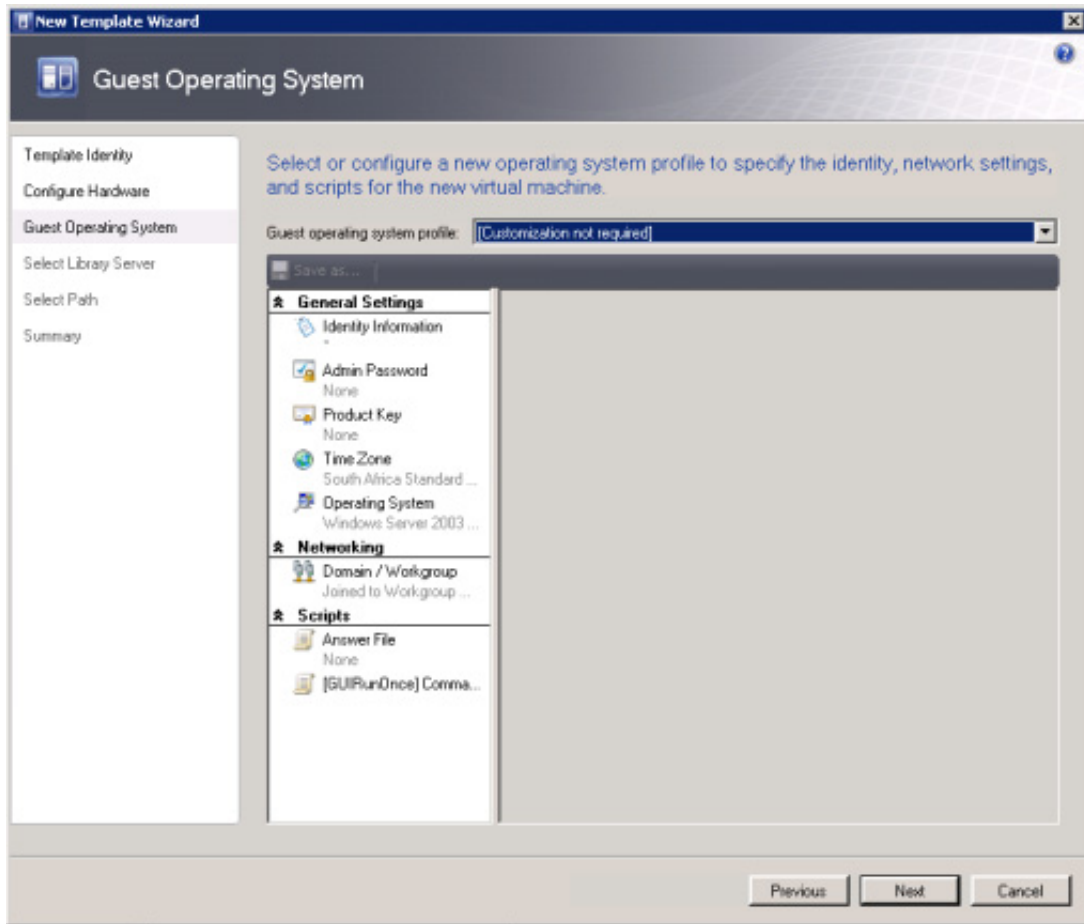 New Template Wizard
Guest Operating System
Template Identity
Configure Hardware
Guest Operating System
Select Library Server
Select Path
Summary
Select or configure a new operating system profile to specify the identity, network settings,
and scripts for the new virtual machine.
Guest operating system profile: [Customization not required]
Save as...
General Settings
Identity Information
*
Admin Password
None
Product Key
None
Time Zone
South Africa Standard ...
Operating System
Windows Server 2003 ...
Networking
Domain / Workgroup
Joined to Workgroup ...
Scripts
Answer File
None
[GUIRunOnce] Comma...
Previous
Next
Cancel